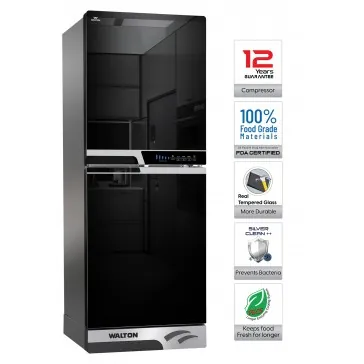 WALTON
12
Years
GUARANTEE
Compressor
100%
Food Grade
Materials
FDA CERTIFIED
Real
Tempered Glass
More Durable
SILVER
CLEAN ++
Prevents Bacteria
Keeps food
Fresh for longer